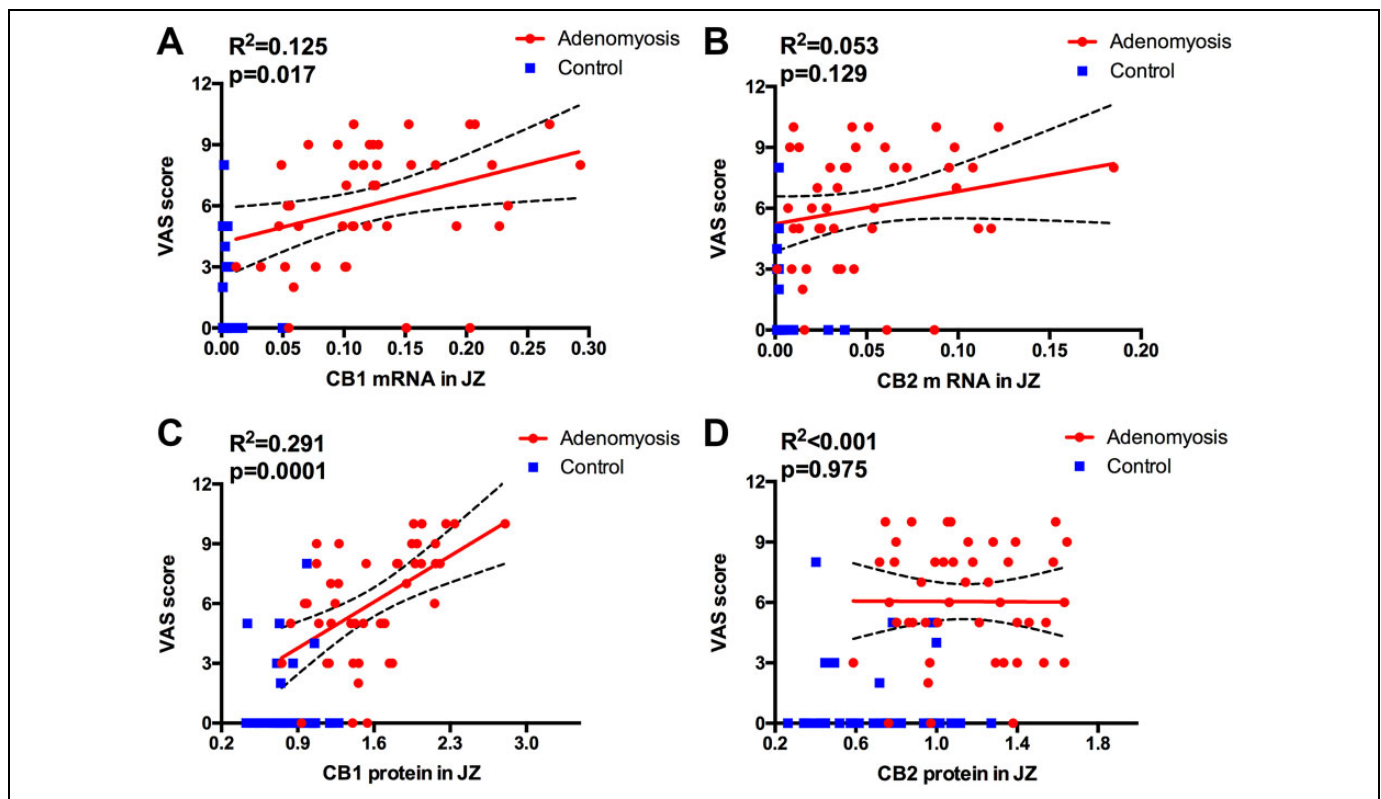 A
R²=0.125
p=0.017
Adenomyosis
Control
12
9
6
3
0
VAS score
0.00 0.05 0.10 0.15 0.20 0.25 0.30
CB1 mRNA in JZ
B
R²=0.053
p=0.129
Adenomyosis
Control
12
9
6
3
0
VAS score
0.00 0.05 0.10 0.15 0.20
CB2 m RNA in JZ
C
R²=0.291
p=0.0001
Adenomyosis
Control
12
9
6
3
0
VAS score
0.2 0.9 1.6 2.3 3.0
CB1 protein in JZ
D
R²<0.001
p=0.975
Adenomyosis
Control
12
9
6
3
0
VAS score
0.2 0.6 1.0 1.4 1.8
CB2 protein in JZ